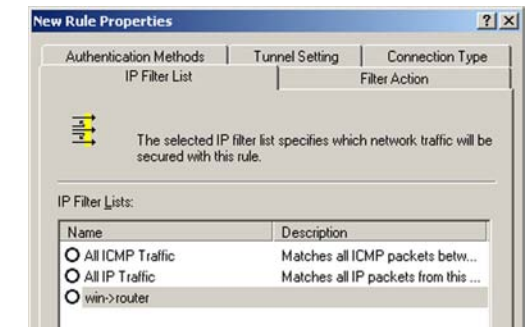 New Rule Properties
Authentication Methods Tunnel Setting Connection Type
IP Filter List Filter Action
The selected IP filter list specifies which network traffic will be
secured with this rule.
IP Filter Lists:
Name Description
All ICMP Traffic Matches all ICMP packets betw...
All IP Traffic Matches all IP packets from this ...
win->router